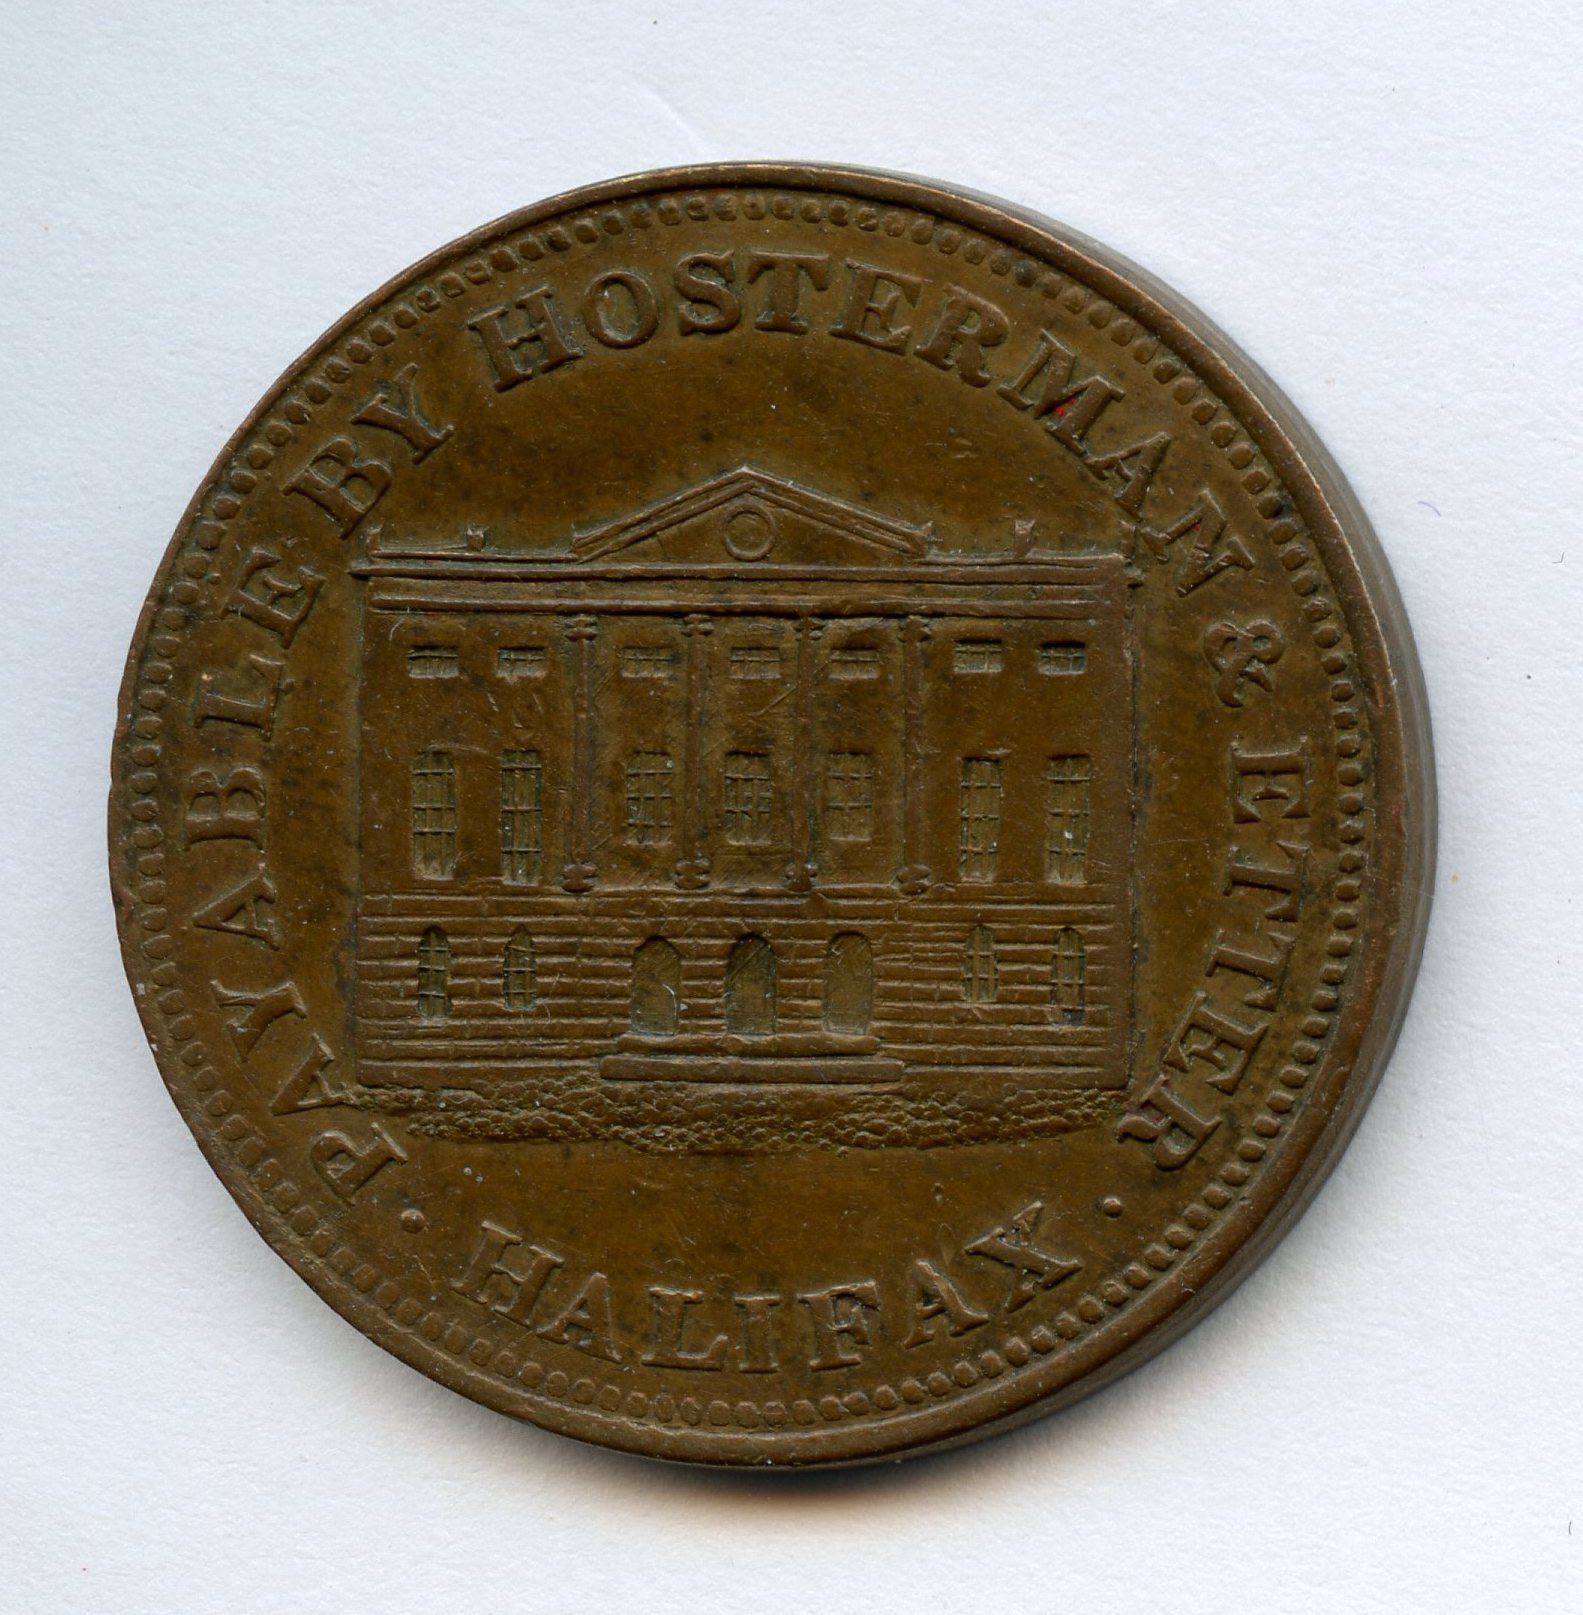 PAYABLE BY HOSTERMAN & ETTER
· HALIFAX ·